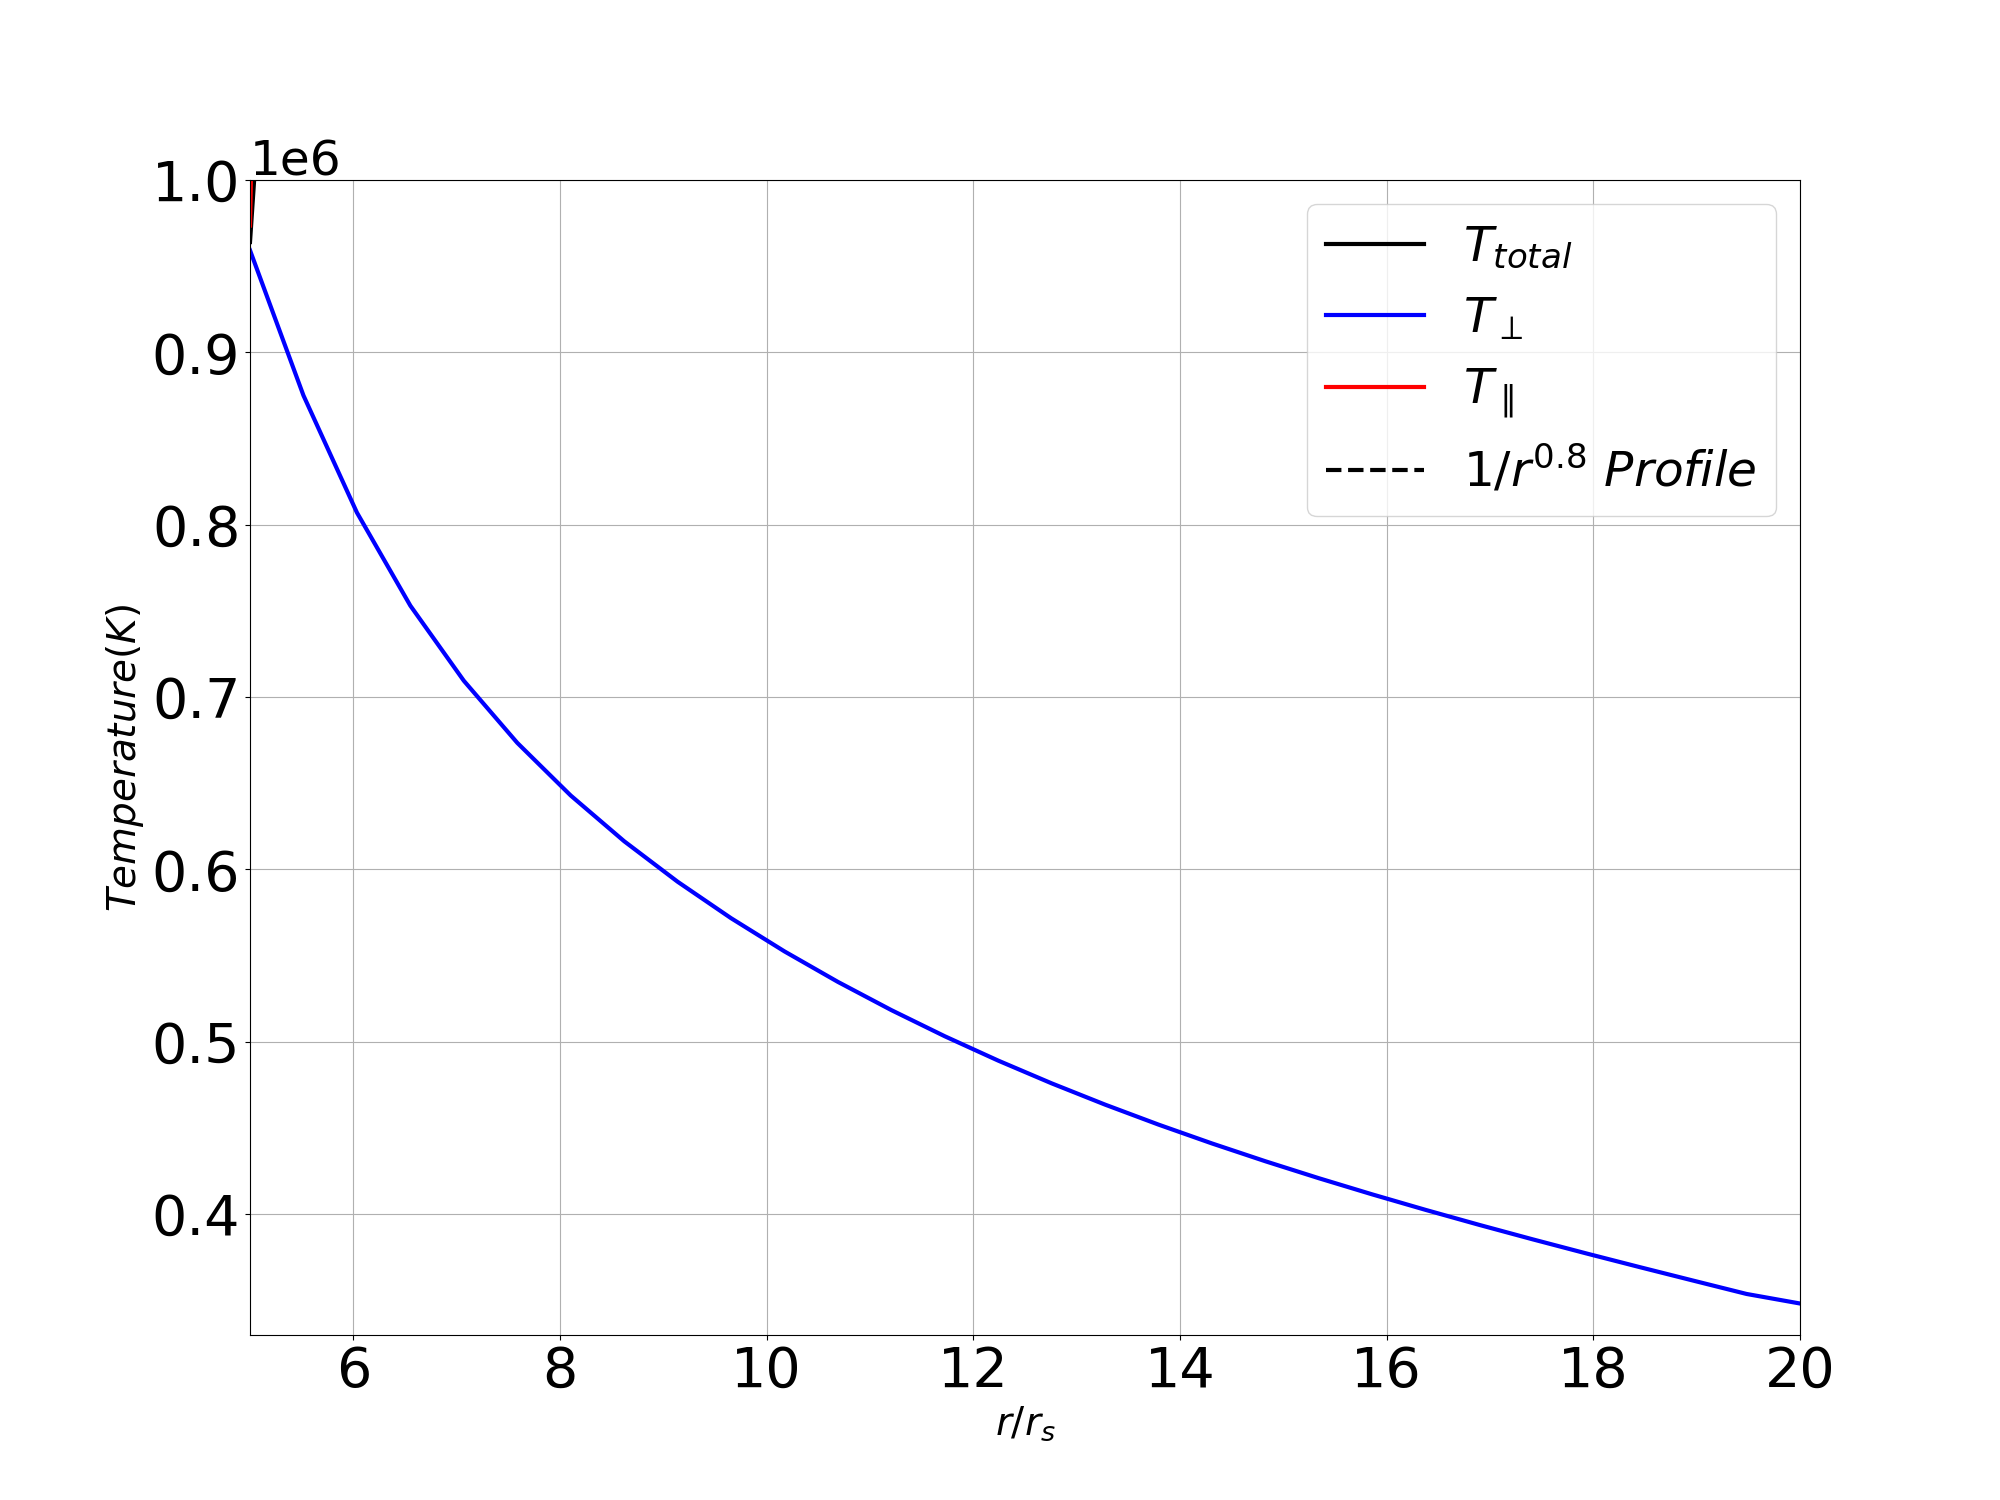 1e6
1.0
0.9
0.8
0.7
0.6
0.5
0.4
Temperature(K)
T_total
T_⊥
T_∥
1/r^0.8 Profile
6 8 10 12 14 16 18 20
r/r_s